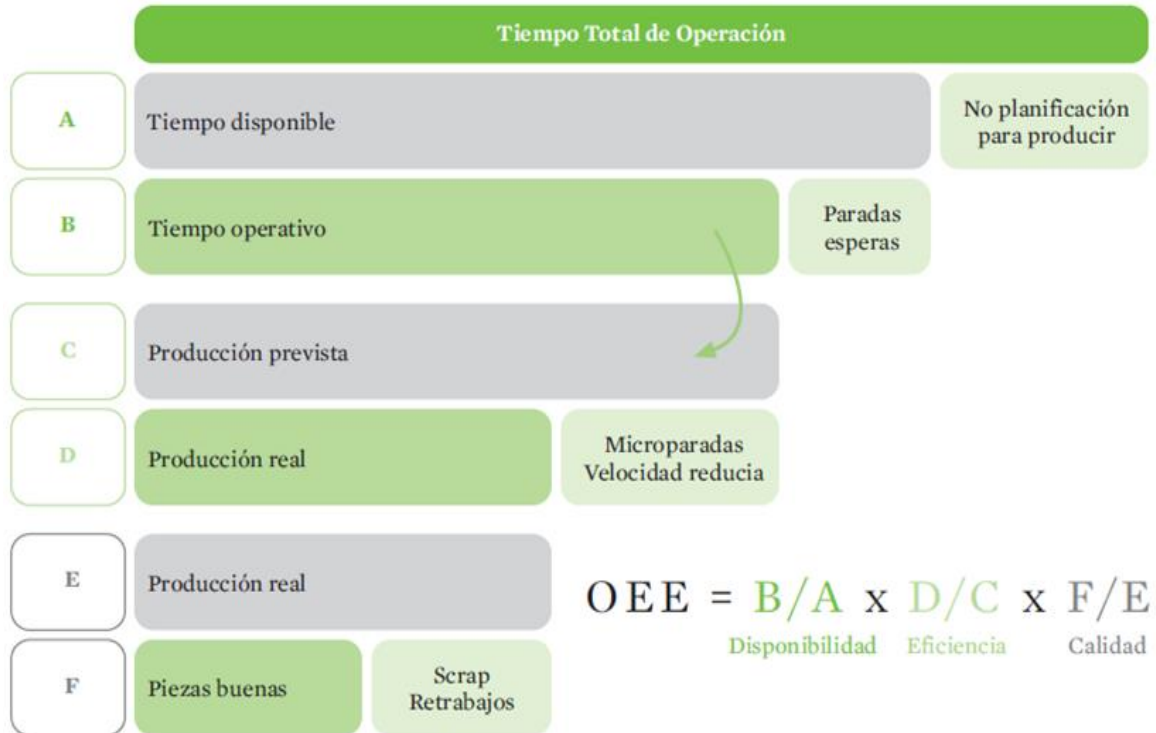 Tiempo Total de Operación
A
Tiempo disponible
No planificación
para producir
B
Tiempo operativo
Paradas
esperas
C
Producción prevista
D
Producción real
Microparadas
Velocidad reducia
E
Producción real
OEE = B/A x D/C x F/E
Disponibilidad Eficiencia Calidad
F
Piezas buenas
Scrap
Retrabajos